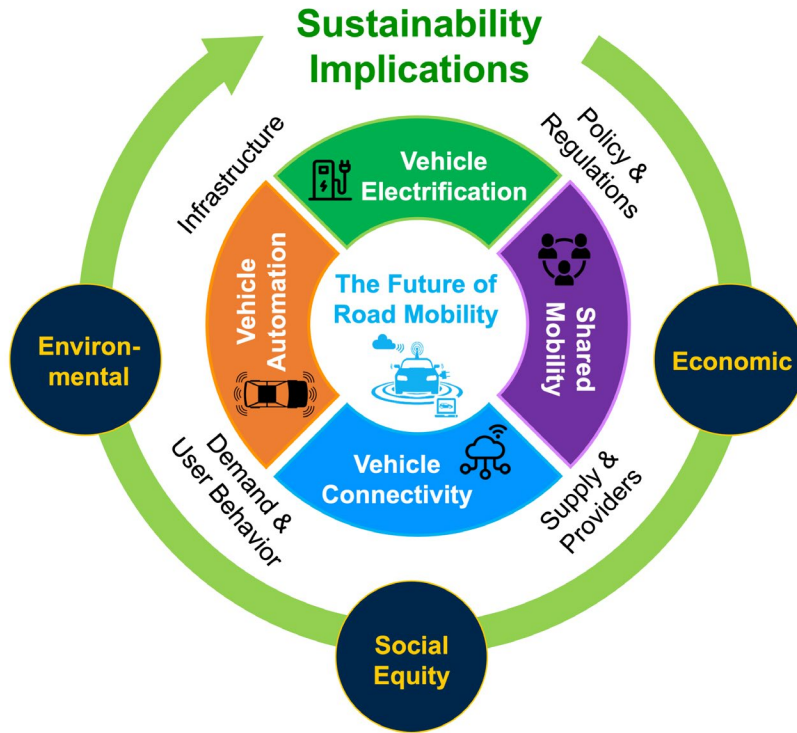 Sustainability
Implications
Infrastructure
Policy &
Regulations
Vehicle
Electrification
Vehicle
Automation
The Future of
Road Mobility
Shared
Mobility
Environ-
mental
Economic
Vehicle
Connectivity
Demand &
User Behavior
Supply &
Providers
Social
Equity